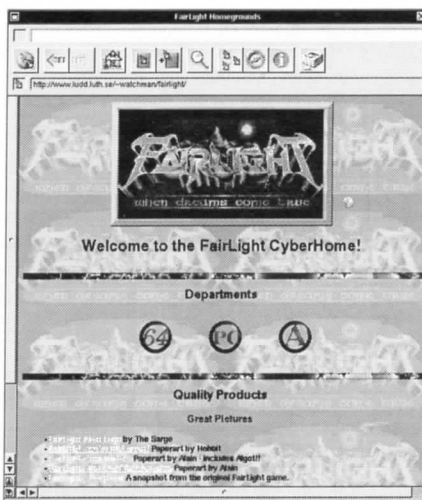 FairLight Homegrounds
http://www.ludd.luth.se/~watchman/fairlight/
FAIRLIGHT
when dreams come true
Welcome to the FairLight CyberHome!
Departments
64 PC A
Quality Products
Great Pictures
by The Sarge
Paperart by
Paperart by Alain - includes Algot!!
Paperart by Alain
A snapshot from the original Fairlight game.